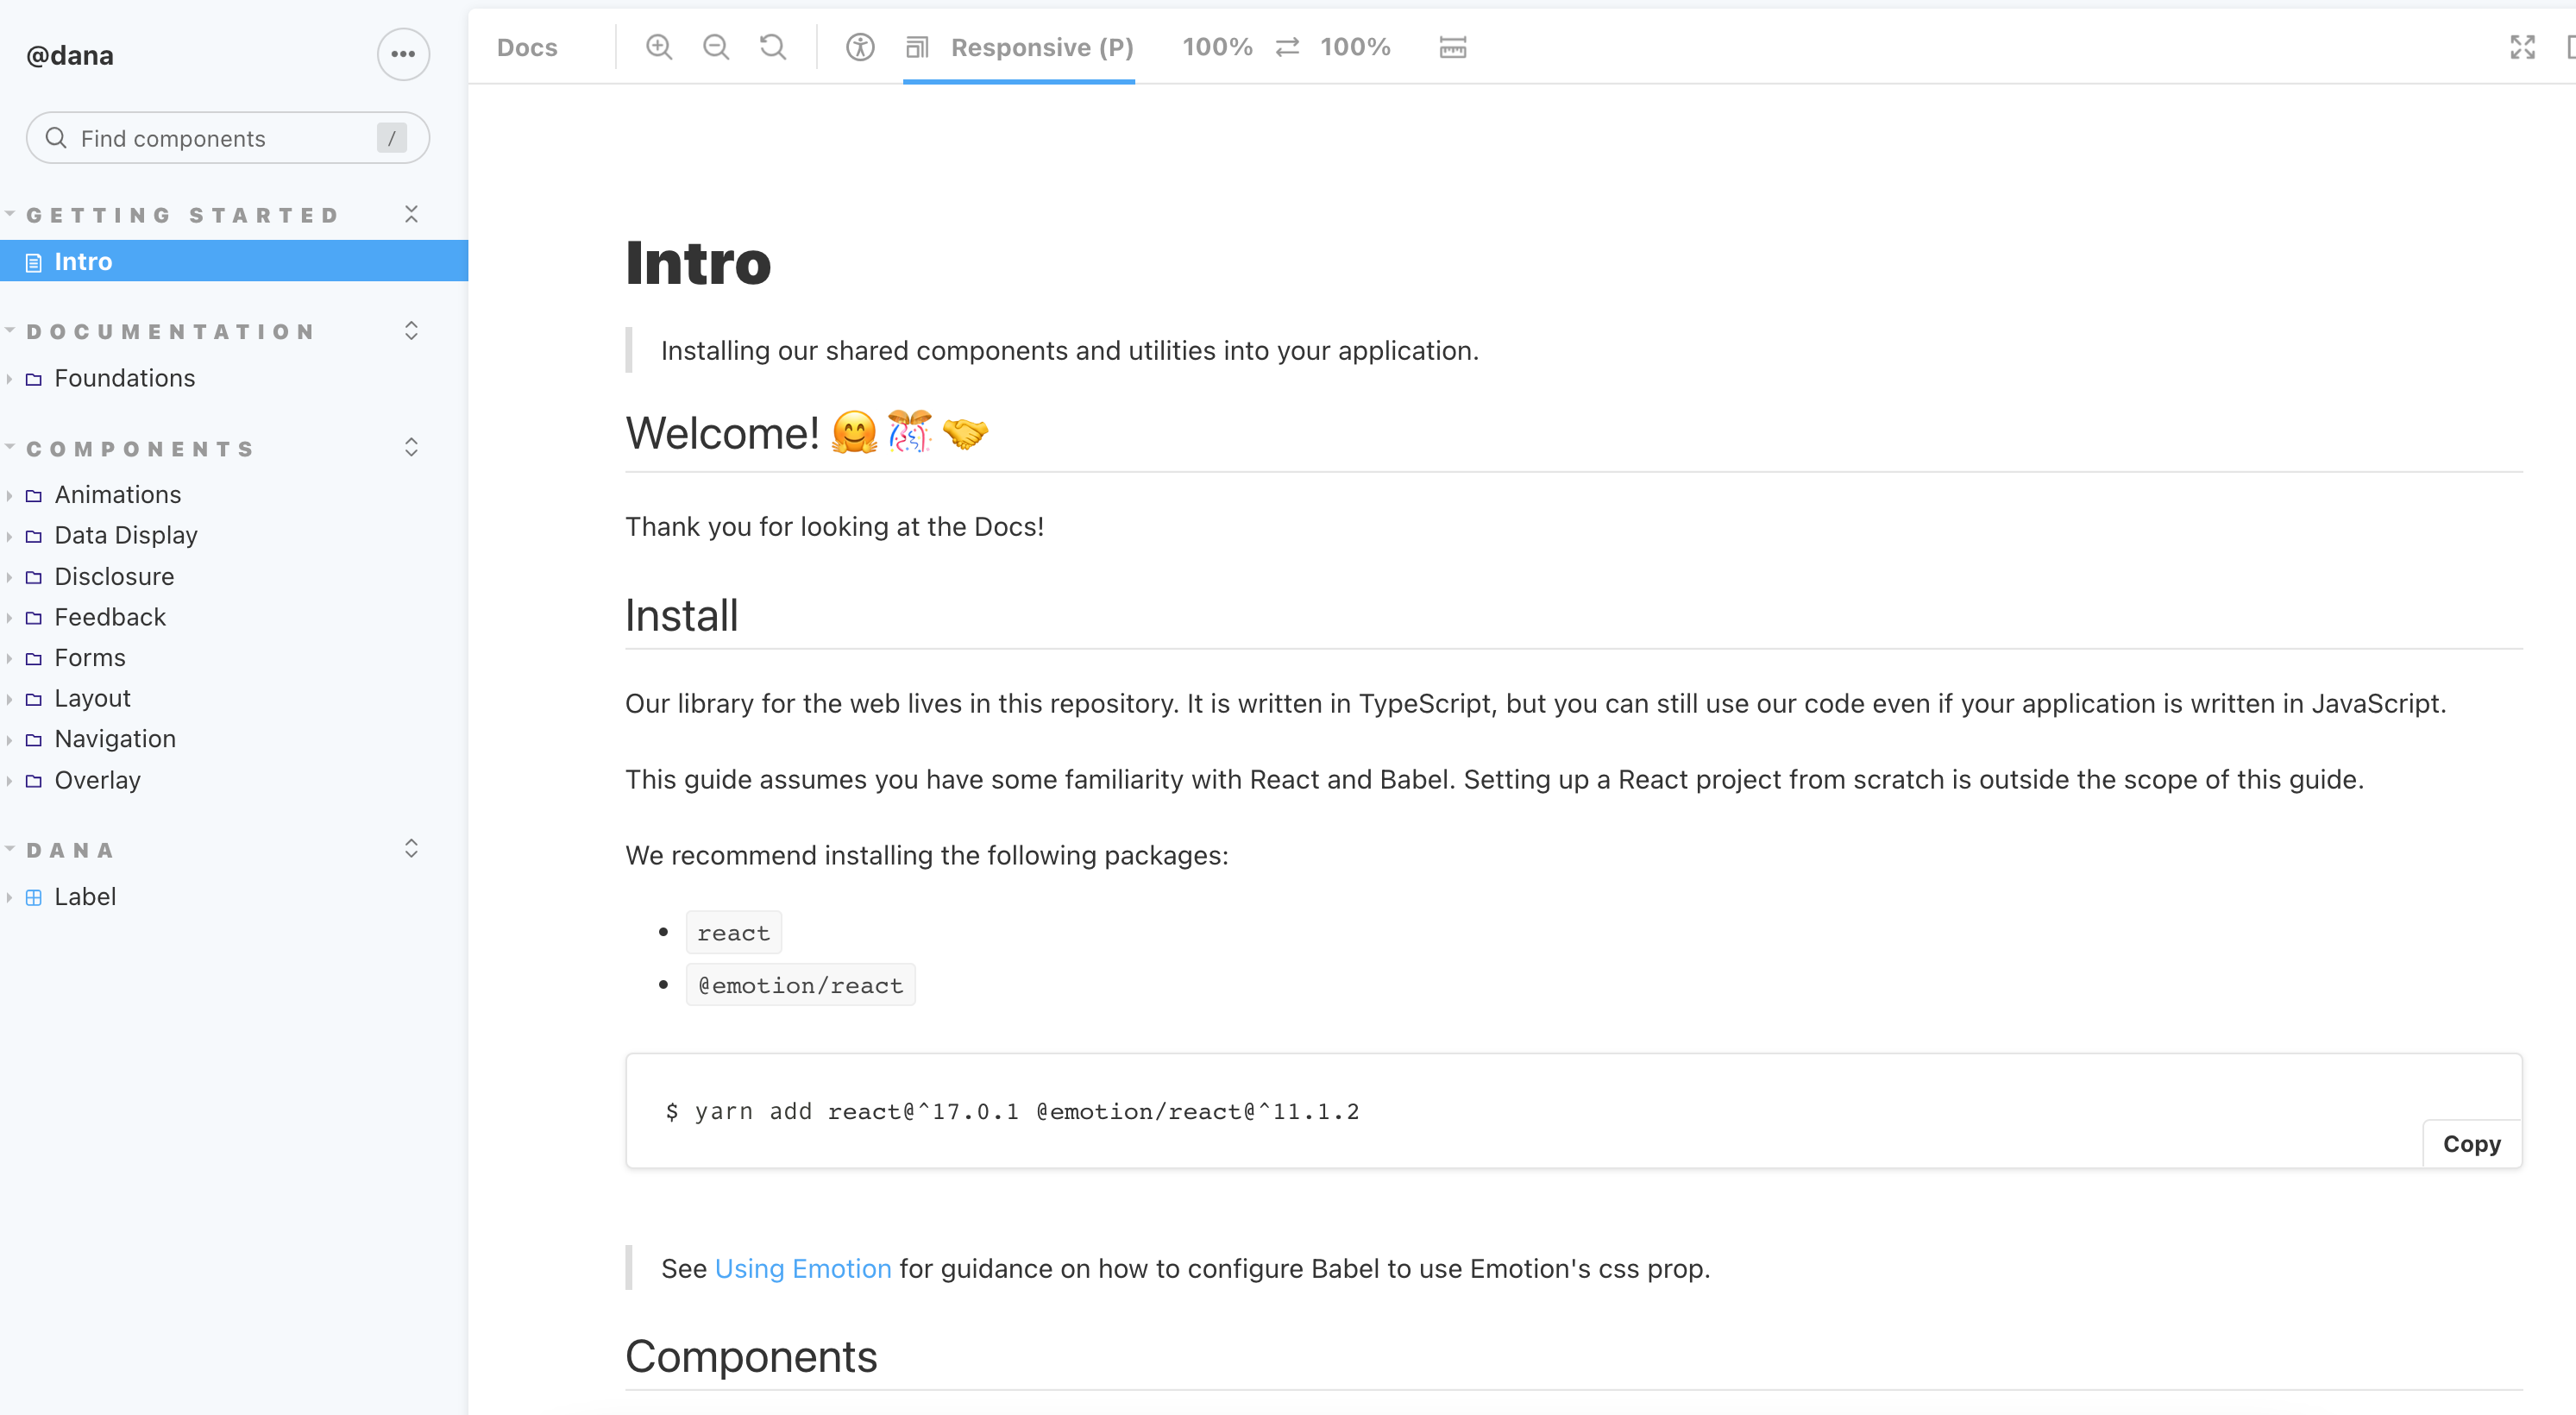 @dana
Find components /
GETTING STARTED
Intro
DOCUMENTATION
Foundations
COMPONENTS
Animations
Data Display
Disclosure
Feedback
Forms
Layout
Navigation
Overlay
DANA
Label
Docs Responsive (P) 100% 100%
Intro
Installing our shared components and utilities into your application.
Welcome! 🤗 🎊 🤝
Thank you for looking at the Docs!
Install
Our library for the web lives in this repository. It is written in TypeScript, but you can still use our code even if your application is written in JavaScript.
This guide assumes you have some familiarity with React and Babel. Setting up a React project from scratch is outside the scope of this guide.
We recommend installing the following packages:
react
@emotion/react
$ yarn add react@^17.0.1 @emotion/react@^11.1.2
Copy
See Using Emotion for guidance on how to configure Babel to use Emotion's css prop.
Components